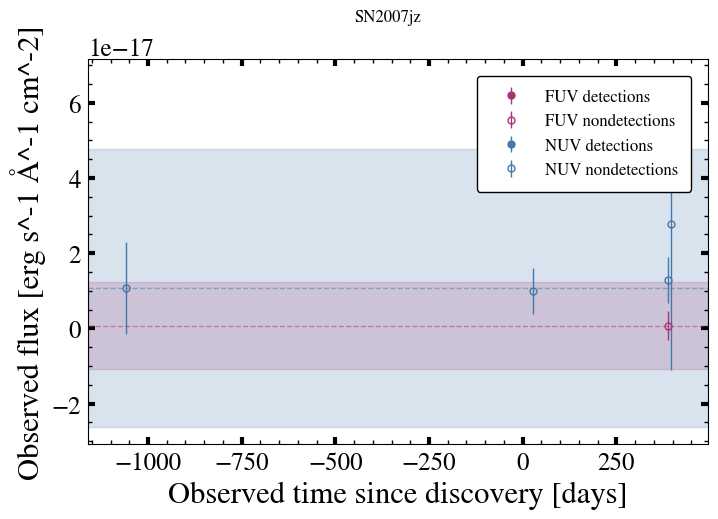 SN2007jz
1e−17
Observed flux [erg s^-1 Å^-1 cm^-2]
6
4
2
0
−2
FUV detections
FUV nondetections
NUV detections
NUV nondetections
−1000 −750 −500 −250 0 250
Observed time since discovery [days]